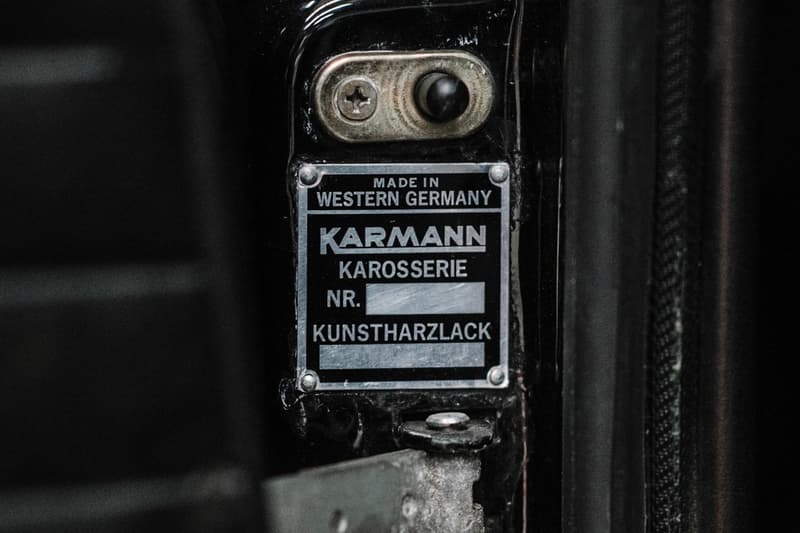 MADE IN
WESTERN GERMANY
KARMANN
KAROSSERIE
NR.
KUNSTHARZLACK